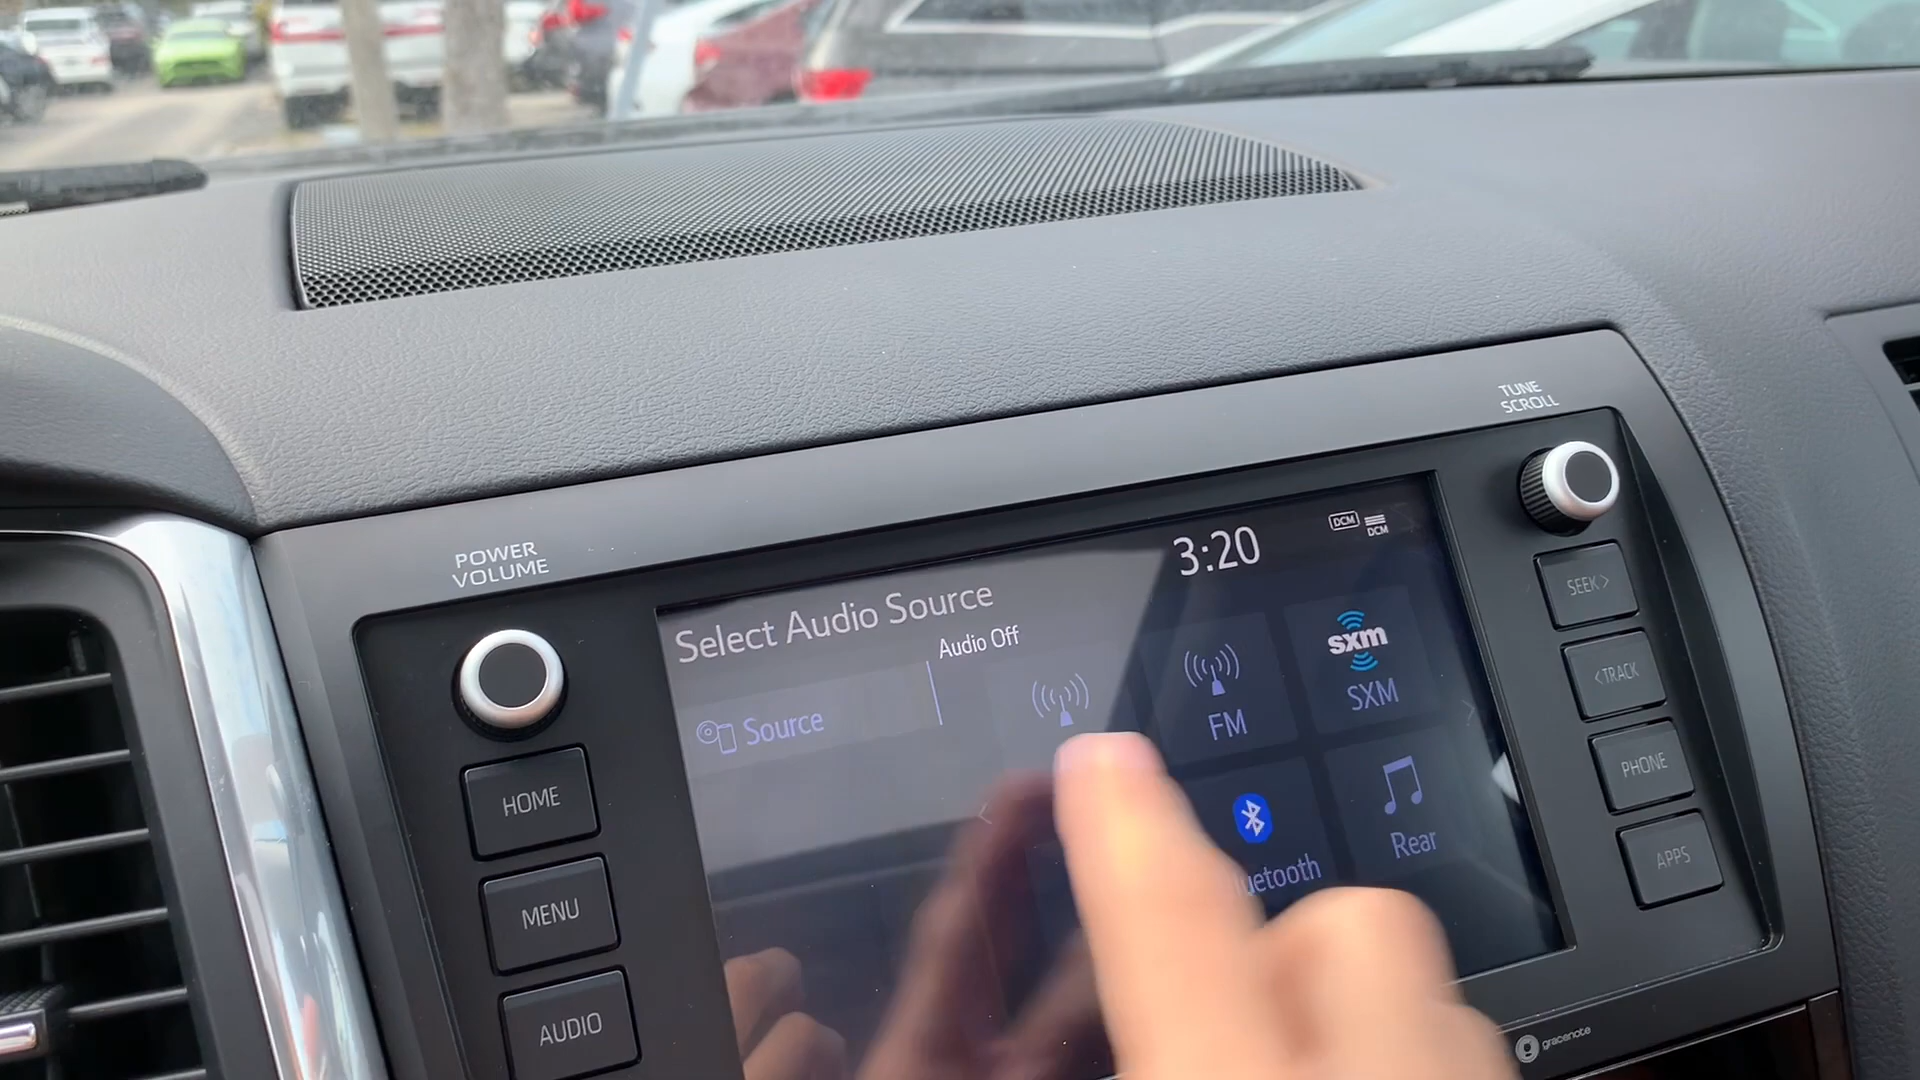 TUNE
SCROLL
POWER
VOLUME
3:20
DCM
DCM
Select Audio Source
Audio Off
sxm
SEEK>
Source
FM
SXM
<TRACK
HOME
PHONE
Rear
APPS
MENU
AUDIO
gracenote